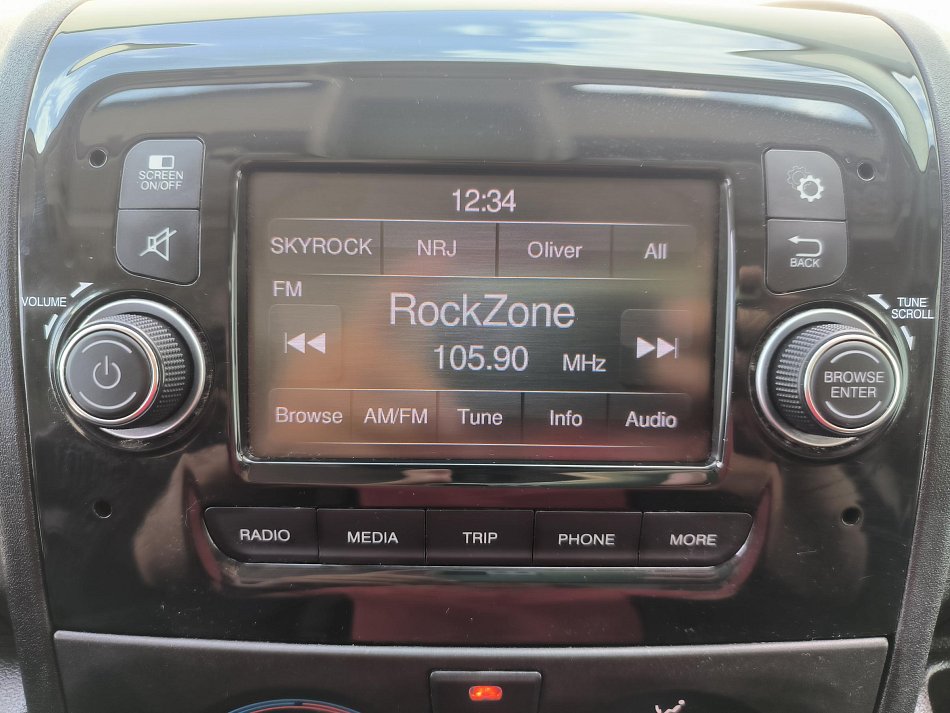 SCREEN
ON/OFF
12:34
SKYROCK NRJ Oliver All
BACK
VOLUME
FM
TUNE
SCROLL
RockZone
105.90 MHz
BROWSE
ENTER
Browse AM/FM Tune Info Audio
RADIO MEDIA TRIP PHONE MORE